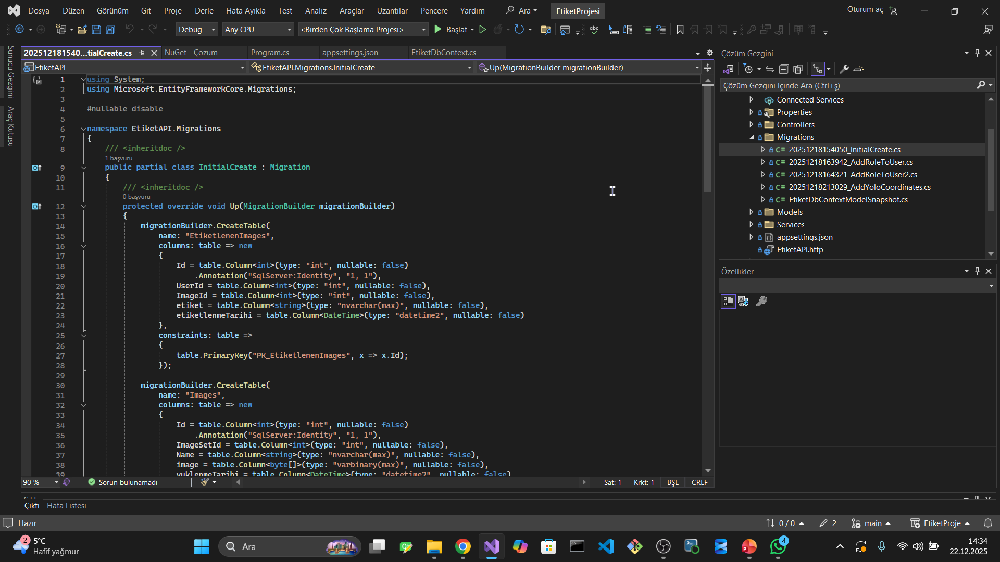 Dosya Düzen Görünüm Git Proje Derle Hata Ayıkla Test Analiz Araçlar Uzantılar Pencere Yardım Ara EtiketProjesi Oturum aç
Debug Any CPU <Birden Çok Başlama Projesi> Başlat
Sunucu Gezgini
Araç Kutusu
202512181540...tialCreate.cs NuGet - Çözüm Program.cs appsettings.json EtiketDbContext.cs
EtiketAPI EtiketAPI.Migrations.InitialCreate Up(MigrationBuilder migrationBuilder)
1 using System;
2 using Microsoft.EntityFrameworkCore.Migrations;
3
4 #nullable disable
5
6 namespace EtiketAPI.Migrations
7 {
8 /// <inheritdoc />
1 başvuru
9 public partial class InitialCreate : Migration
10 {
11 /// <inheritdoc />
0 başvuru
12 protected override void Up(MigrationBuilder migrationBuilder)
13 {
14 migrationBuilder.CreateTable(
15 name: "EtiketlenenImages",
16 columns: table => new
17 {
18 Id = table.Column<int>(type: "int", nullable: false)
19 .Annotation("SqlServer:Identity", "1, 1"),
20 UserId = table.Column<int>(type: "int", nullable: false),
21 ImageId = table.Column<int>(type: "int", nullable: false),
22 etiket = table.Column<string>(type: "nvarchar(max)", nullable: false),
23 etiketlenmeTarihi = table.Column<DateTime>(type: "datetime2", nullable: false)
24 },
25 constraints: table =>
26 {
27 table.PrimaryKey("PK_EtiketlenenImages", x => x.Id);
28 });
29
30 migrationBuilder.CreateTable(
31 name: "Images",
32 columns: table => new
33 {
34 Id = table.Column<int>(type: "int", nullable: false)
35 .Annotation("SqlServer:Identity", "1, 1"),
36 ImageSetId = table.Column<int>(type: "int", nullable: false),
37 Name = table.Column<string>(type: "nvarchar(max)", nullable: false),
38 image = table.Column<byte[]>(type: "varbinary(max)", nullable: false),
39 yuklenmeTarihi = table.Column<DateTime>(type: "datetime2", nullable: false)
90 % Sorun bulunamadı Sat: 1 Krkt: 1 BŞL CRLF
Çözüm Gezgini
Çözüm Gezgini İçinde Ara (Ctrl+ş)
Connected Services
Properties
Controllers
Migrations
C# 20251218154050_InitialCreate.cs
C# 20251218163942_AddRoleToUser.cs
C# 20251218164321_AddRoleToUser2.cs
C# 20251218213029_AddYoloCoordinates.cs
C# EtiketDbContextModelSnapshot.cs
Models
Services
appsettings.json
EtiketAPI.http
Özellikler
Çıktı
Çıktı Hata Listesi
Hazır 0 / 0 2 main EtiketProje
2 5°C
Hafif yağmur
Ara
4
14:34
22.12.2025